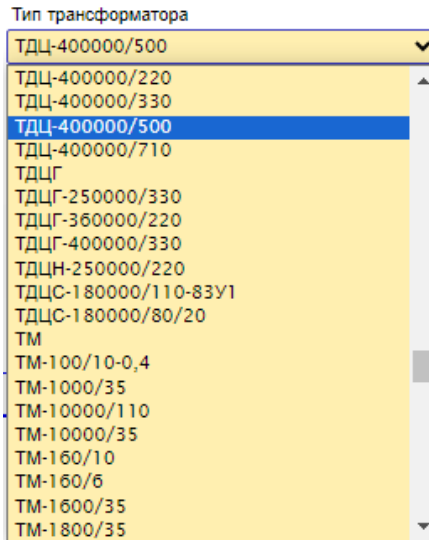 Тип трансформатора
ТДЦ-400000/500
ТДЦ-400000/220
ТДЦ-400000/330
ТДЦ-400000/500
ТДЦ-400000/710
ТДЦГ
ТДЦГ-250000/330
ТДЦГ-360000/220
ТДЦГ-400000/330
ТДЦН-250000/220
ТДЦС-180000/110-83У1
ТДЦС-180000/80/20
ТМ
ТМ-100/10-0,4
ТМ-1000/35
ТМ-10000/110
ТМ-10000/35
ТМ-160/10
ТМ-160/6
ТМ-1600/35
ТМ-1800/35